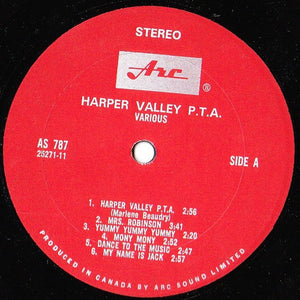 STEREO
Arc
®
HARPER VALLEY P.T.A.
VARIOUS
AS 787
25271-11
SIDE A
1. HARPER VALLEY P.T.A. 2:56
(Marlene Beaudry)
2. MRS. ROBINSON 3:41
3. YUMMY YUMMY YUMMY 2:20
4. MONY MONY 2:52
5. DANCE TO THE MUSIC 2:20
6. MY NAME IS JACK 2:57
PRODUCED IN CANADA BY ARC SOUND LIMITED